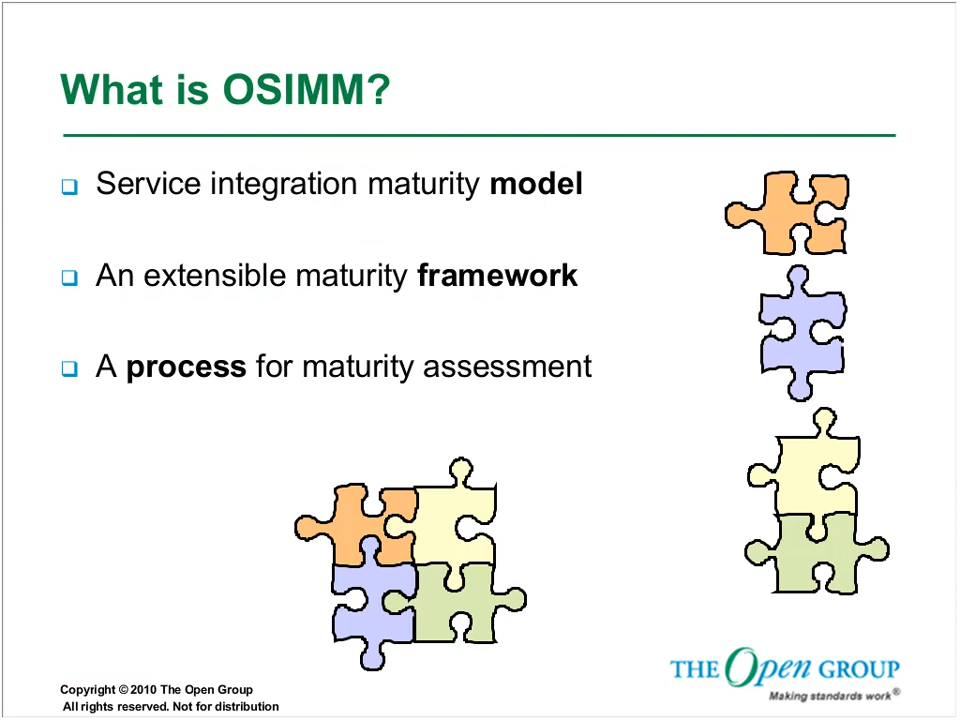 What is OSIMM?
Service integration maturity model
An extensible maturity framework
A process for maturity assessment
THE Open GROUP
Making standards work®
Copyright © 2010 The Open Group
All rights reserved. Not for distribution